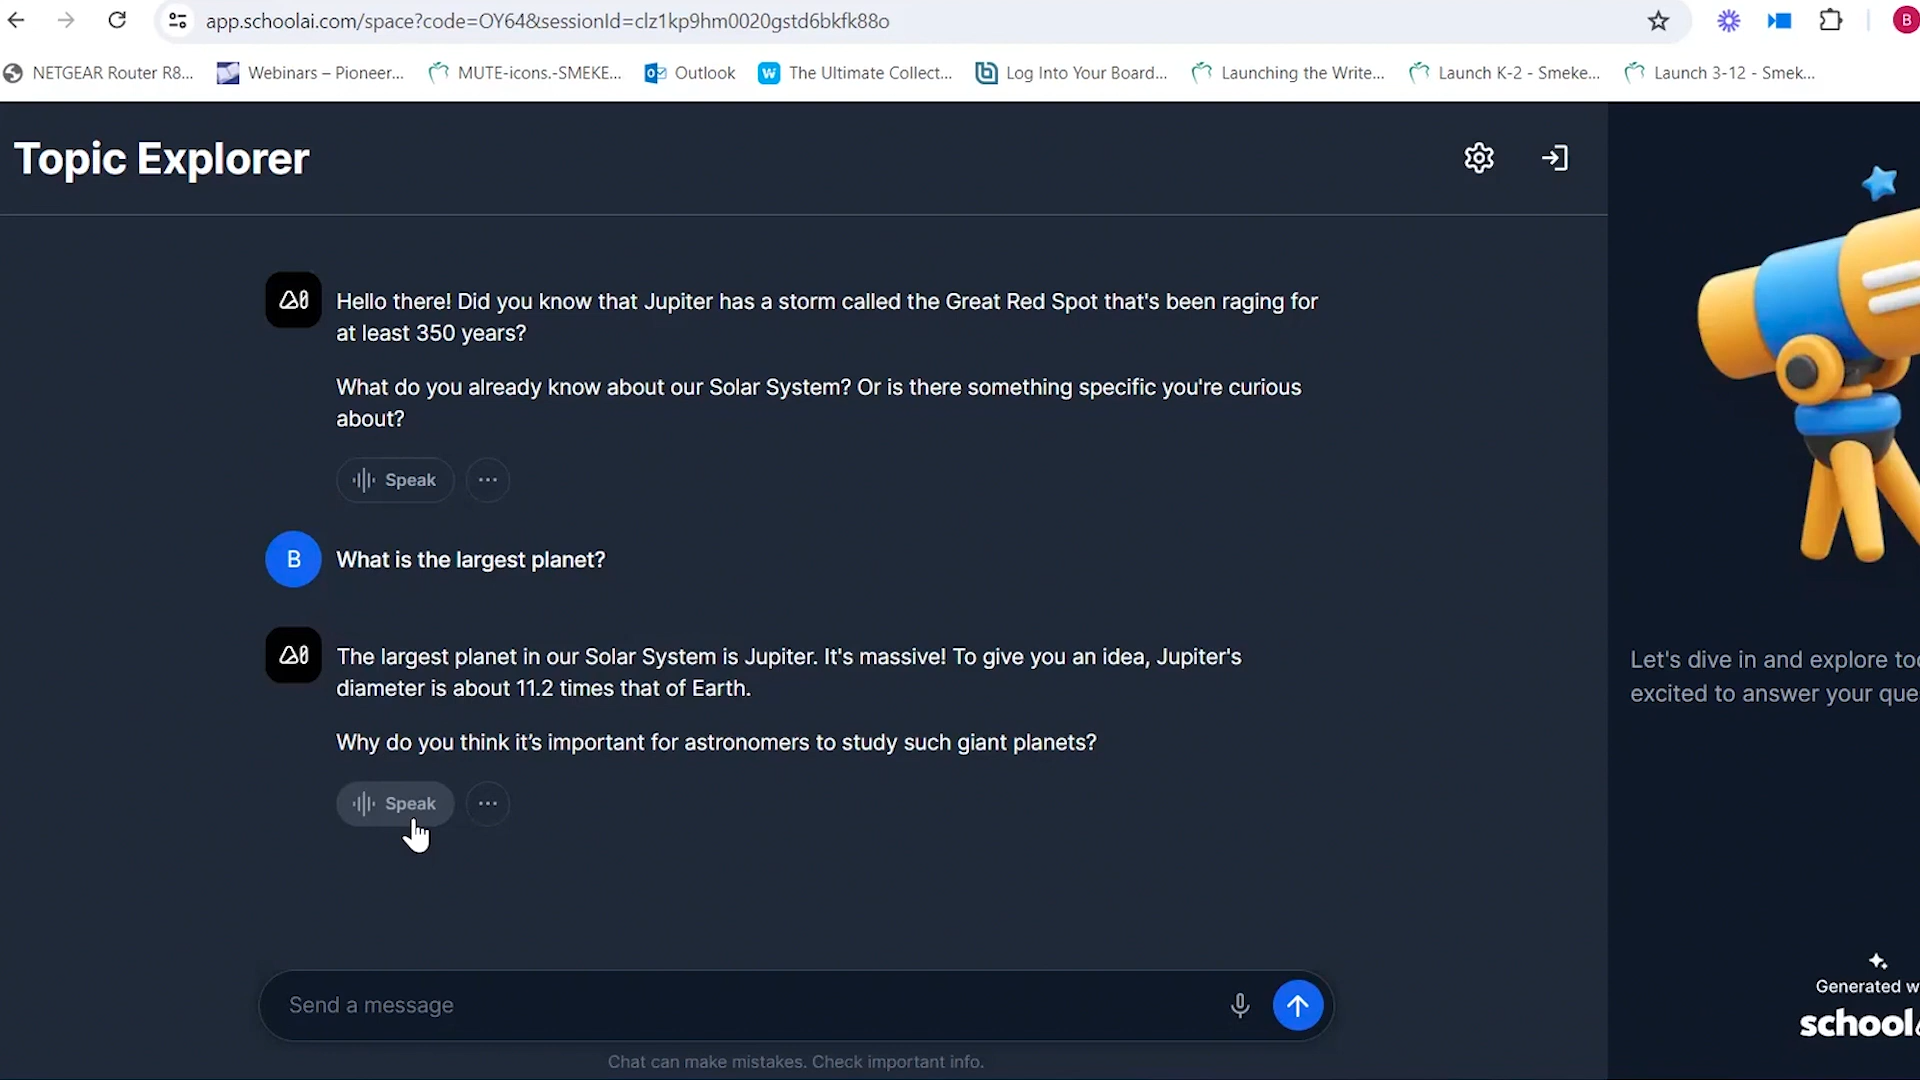 app.schoolai.com/space?code=OY64&sessionId=clz1kp9hm0020gstd6bkfk88o
B
NETGEAR Router R8...
Webinars – Pioneer...
MUTE-icons.-SMEKE...
Outlook
W
The Ultimate Collect...
Log Into Your Board...
Launching the Write...
Launch K-2 - Smeke...
Launch 3-12 - Smek...
Topic Explorer
Hello there! Did you know that Jupiter has a storm called the Great Red Spot that's been raging for
at least 350 years?
What do you already know about our Solar System? Or is there something specific you're curious
about?
Speak
B
What is the largest planet?
The largest planet in our Solar System is Jupiter. It's massive! To give you an idea, Jupiter's
diameter is about 11.2 times that of Earth.
Why do you think it’s important for astronomers to study such giant planets?
Speak
Let's dive in and explore
excited to answer your
Send a message
Chat can make mistakes. Check important info.
Generated
school